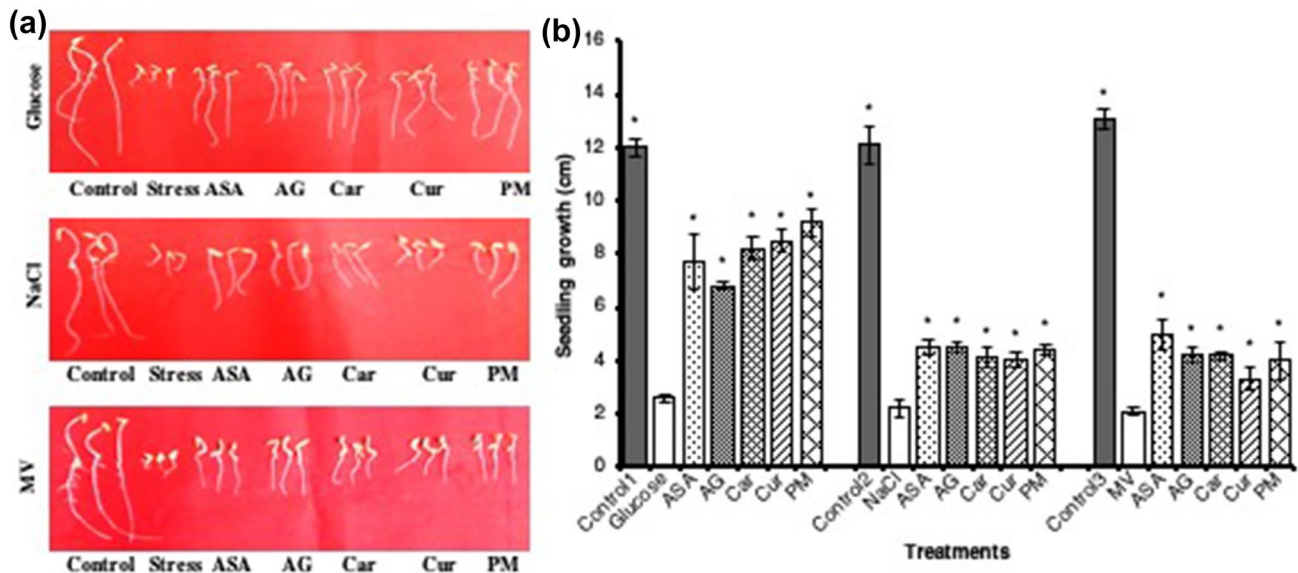 (a)
Glucose
Control Stress ASA AG Car Cur PM
NaCl
Control Stress ASA AG Car Cur PM
MV
Control Stress ASA AG Car Cur PM
(b)
Seedling growth (cm)
16
14
12
10
8
6
4
2
0
* * * * * * * * * * * * * * * * * *
Control1 Glucose ASA AG Car Cur PM Control2 NaCl ASA AG Car Cur PM Control3 MV ASA AG Car Cur PM
Treatments